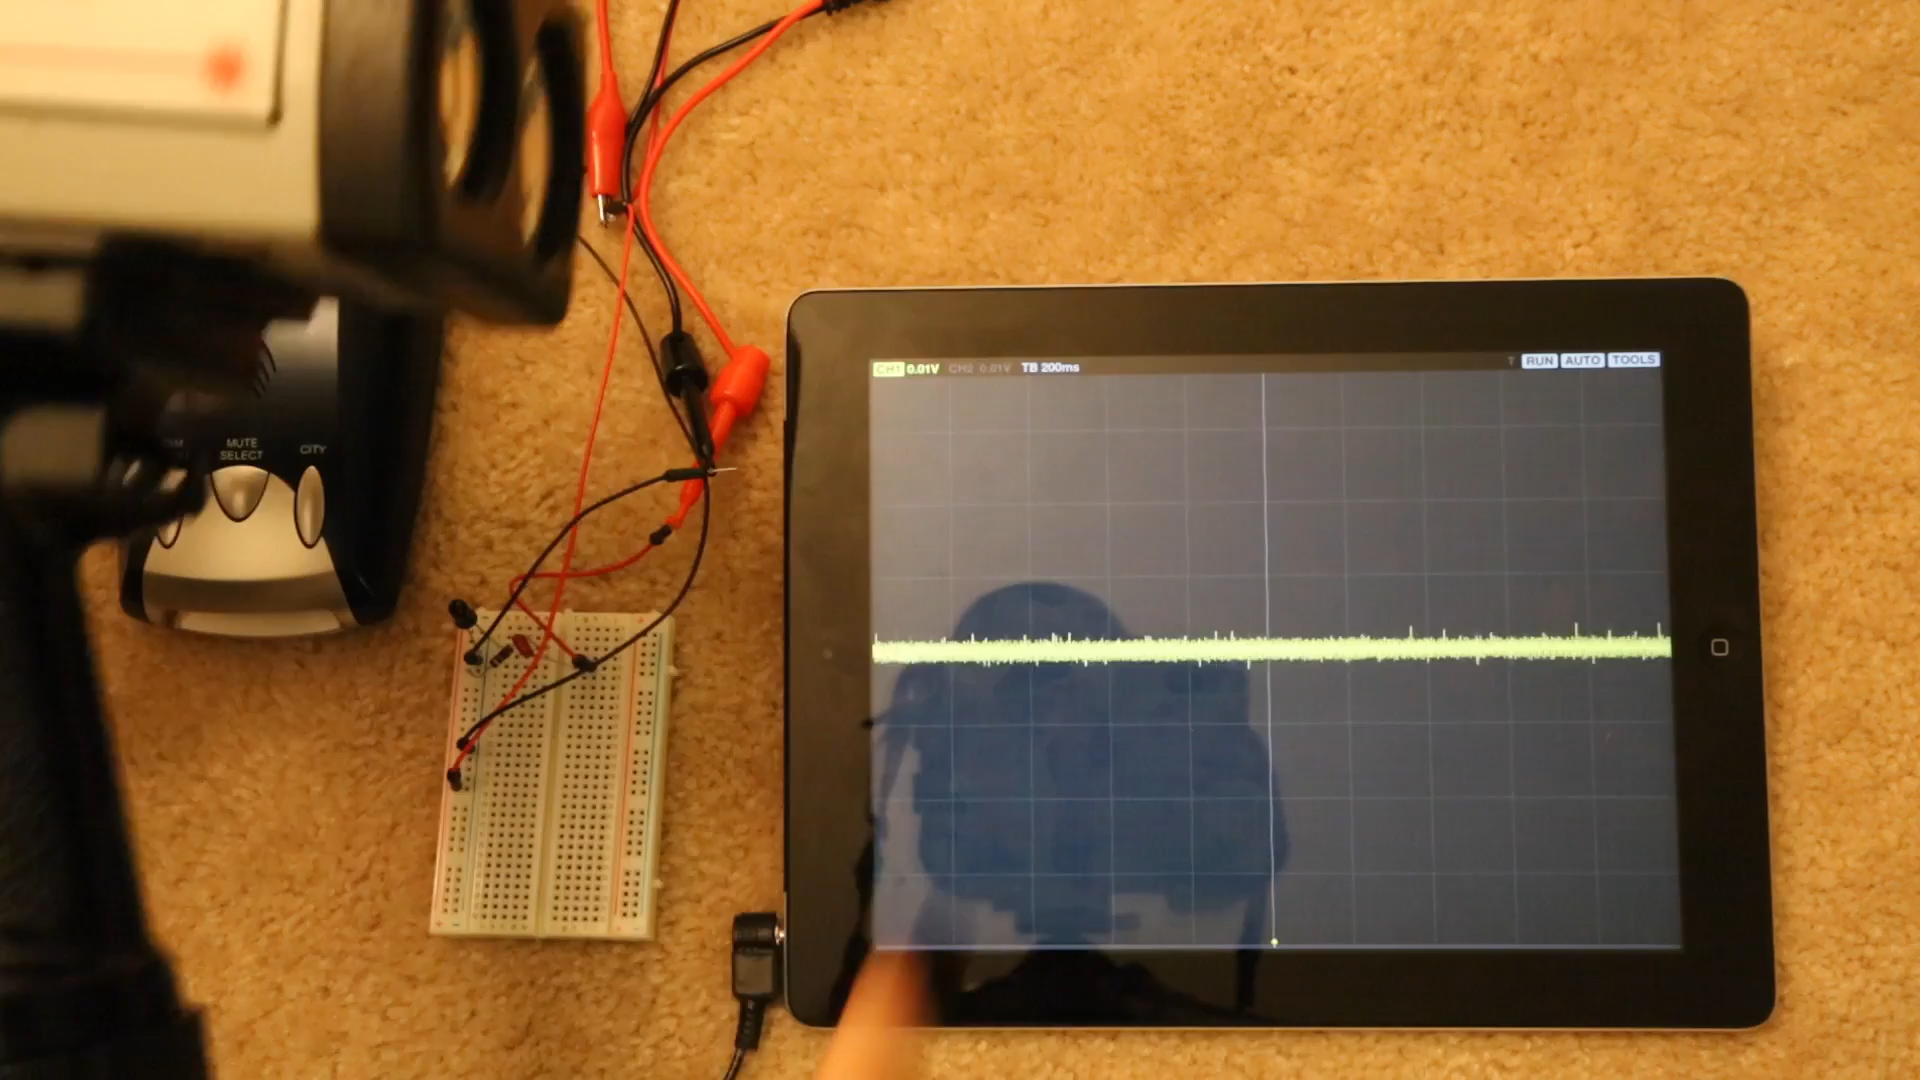 CH1 0.01V CH2 0.01V TB 200ms
T RUN AUTO TOOLS
MUTE
SELECT
CITY